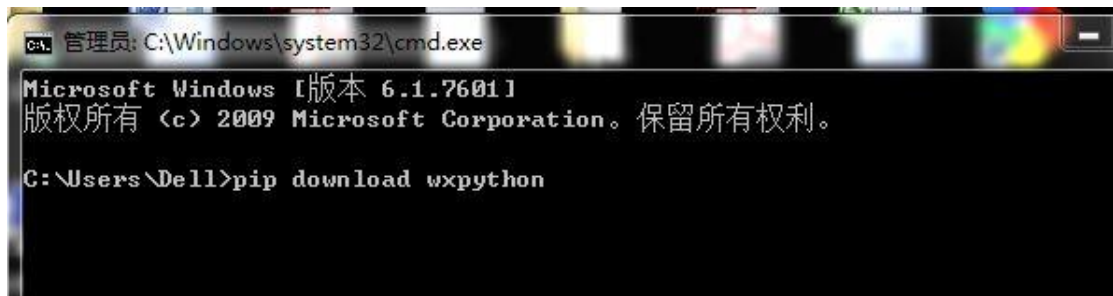 管理员: C:\Windows\system32\cmd.exe
Microsoft Windows [版本 6.1.7601]
版权所有 (c) 2009 Microsoft Corporation。保留所有权利。
C:\Users\Dell>pip download wxpython